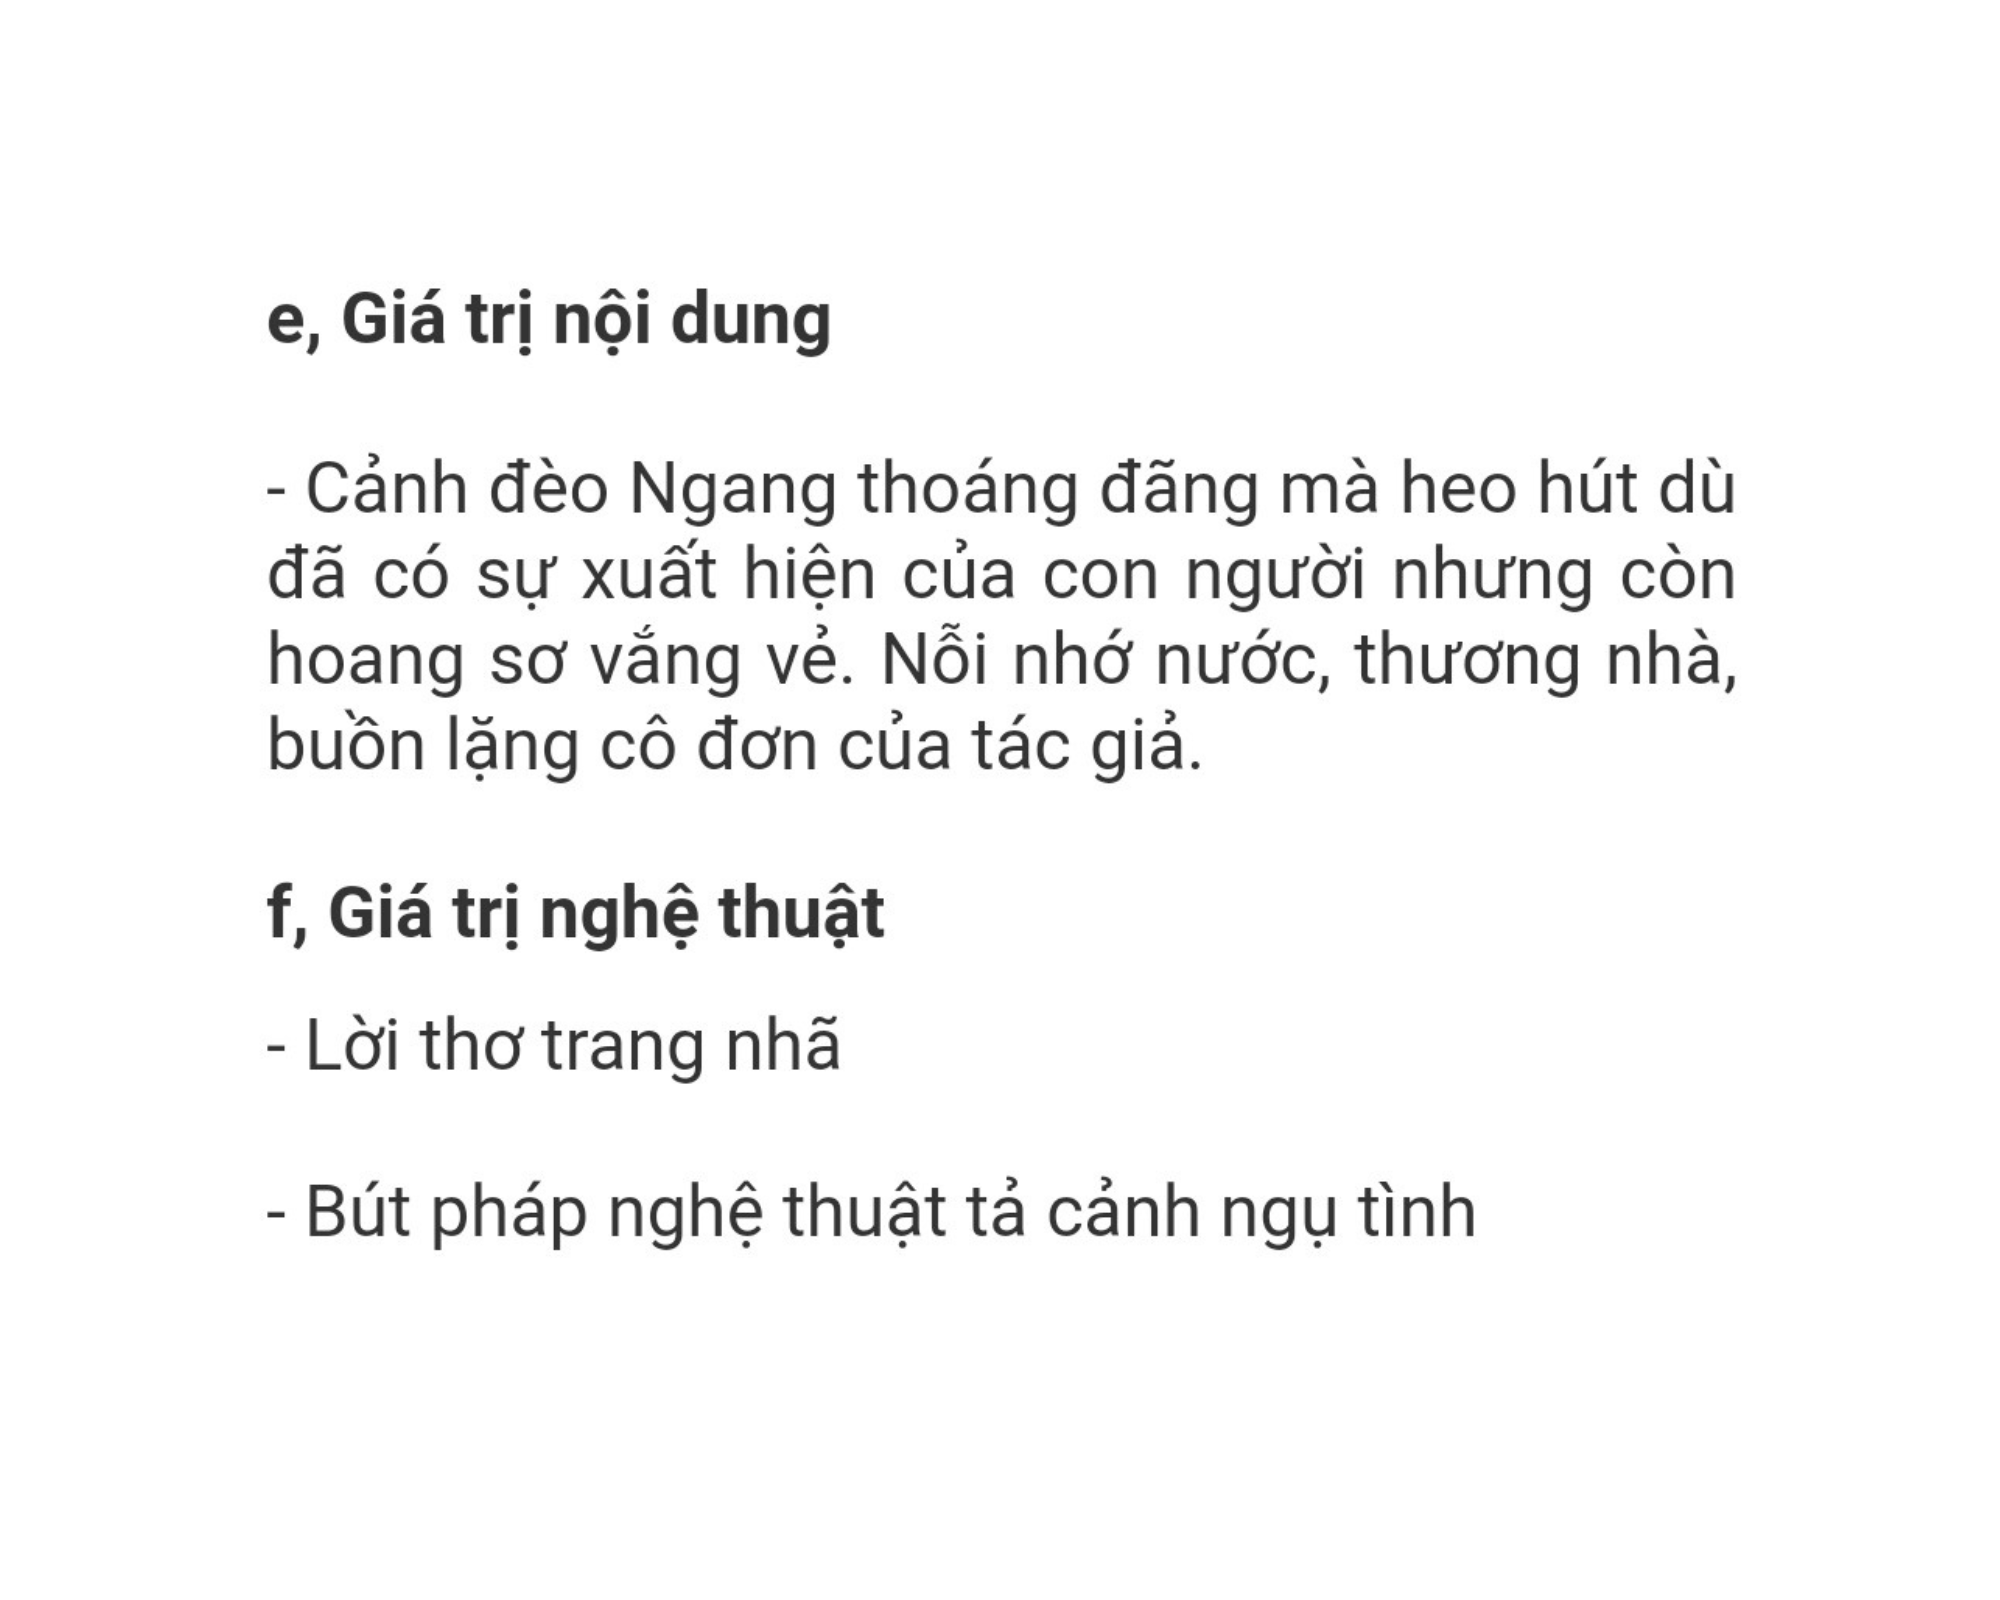 e, Giá trị nội dung
- Cảnh đèo Ngang thoáng đãng mà heo hút dù
đã có sự xuất hiện của con người nhưng còn
hoang sơ vắng vẻ. Nỗi nhớ nước, thương nhà,
buồn lặng cô đơn của tác giả.
f, Giá trị nghệ thuật
- Lời thơ trang nhã
- Bút pháp nghệ thuật tả cảnh ngụ tình